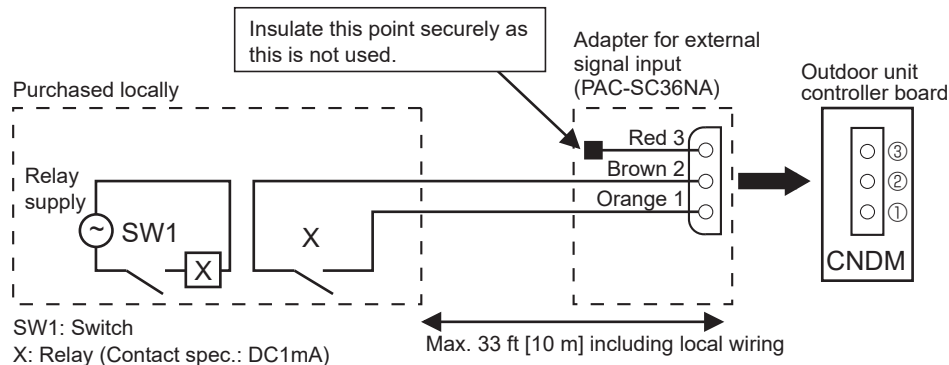 Insulate this point securely as
this is not used.
Adapter for external
signal input
(PAC-SC36NA)
Outdoor unit
controller board
Purchased locally
Relay
supply
~
SW1
X
X
Red 3
Brown 2
Orange 1
③
②
①
CNDM
SW1: Switch
X: Relay (Contact spec.: DC1mA)
Max. 33 ft [10 m] including local wiring